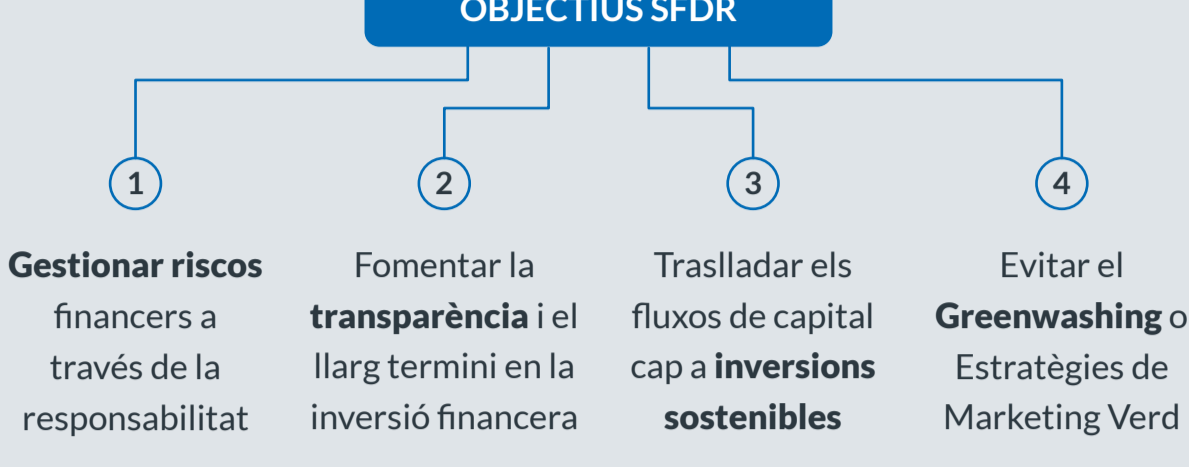 OBJECTIUS SFDR
1
Gestionar riscos
financers a
través de la
responsabilitat
2
Fomentar la
transparència i el
llarg termini en la
inversió financera
3
Traslladar els
fluxos de capital
cap a inversions
sostenibles
4
Evitar el
Greenwashing o
Estratègies de
Marketing Verd